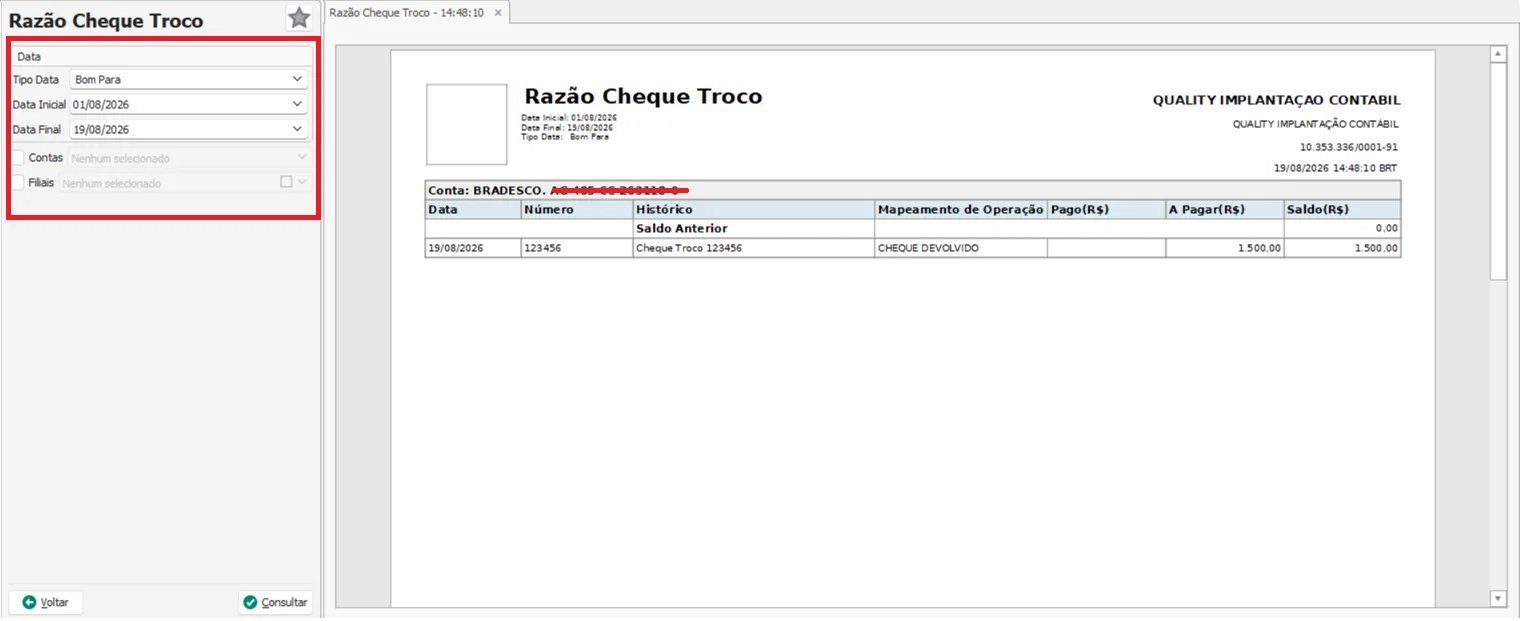 Razão Cheque Troco
Data
Tipo Data Bom Para
Data Inicial 01/08/2026
Data Final 19/08/2026
Contas Nenhum selecionado
Filiais Nenhum selecionado
Voltar
Consultar
Razão Cheque Troco - 14:48:10 ×
Razão Cheque Troco
Data Inicial: 01/08/2026
Data Final: 19/08/2026
Tipo Data: Bom Para
QUALITY IMPLANTAÇAO CONTABIL
QUALITY IMPLANTAÇÃO CONTÁBIL
10.353.336/0001-91
19/08/2026 14:48:10 BRT
Conta: BRADESCO.
Data Número Histórico Mapeamento de Operação Pago(R$) A Pagar(R$) Saldo(R$)
Saldo Anterior 0,00
19/08/2026 123456 Cheque Troco 123456 CHEQUE DEVOLVIDO 1.500,00 1.500,00